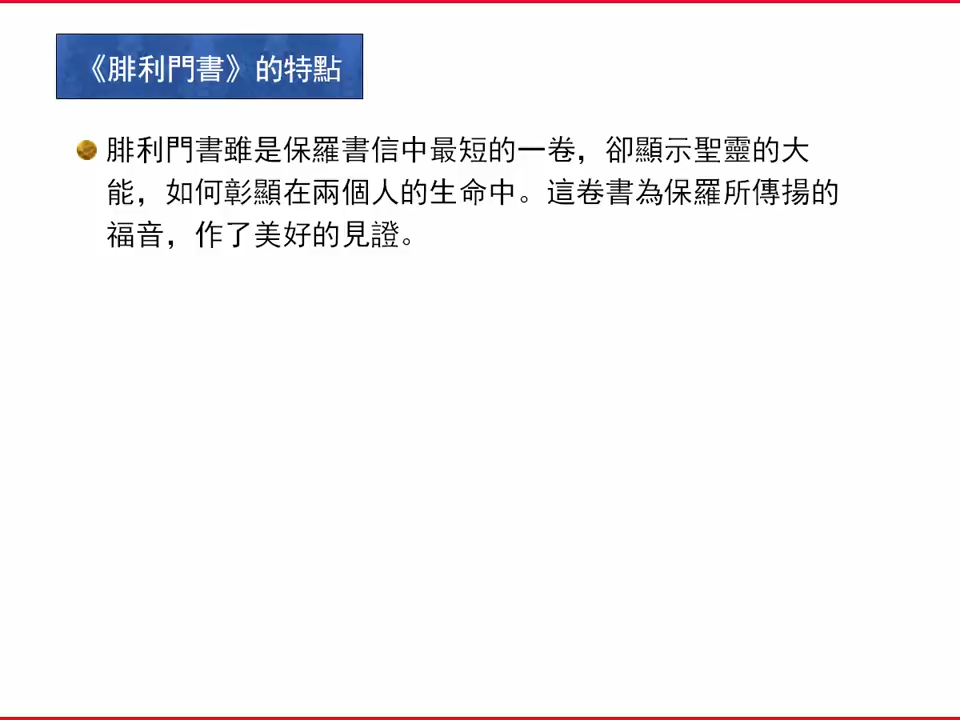 《腓利門書》的特點
腓利門書雖是保羅書信中最短的一卷，卻顯示聖靈的大
能，如何彰顯在兩個人的生命中。這卷書為保羅所傳揚的
福音，作了美好的見證。